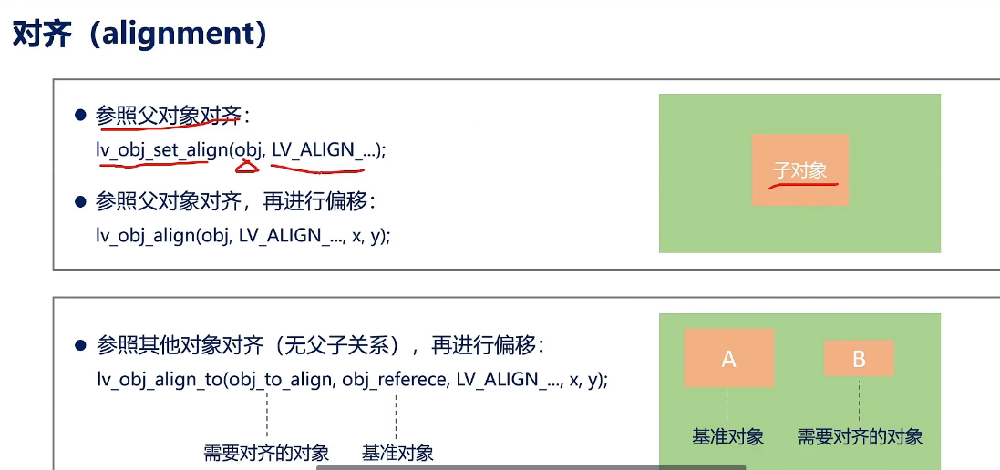 对齐（alignment）
参照父对象对齐：
lv_obj_set_align(obj, LV_ALIGN_...);
参照父对象对齐，再进行偏移：
lv_obj_align(obj, LV_ALIGN_..., x, y);
子对象
参照其他对象对齐（无父子关系），再进行偏移：
lv_obj_align_to(obj_to_align, obj_referece, LV_ALIGN_..., x, y);
需要对齐的对象
基准对象
A
B
基准对象
需要对齐的对象